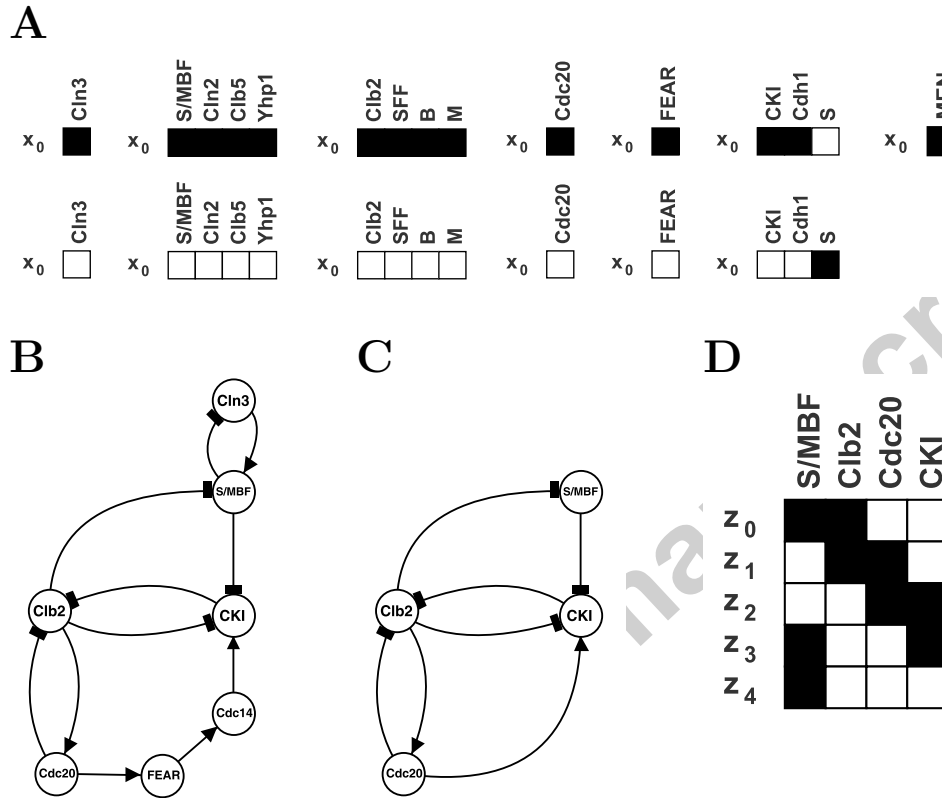 A
Cln3 S/MBF Cln2 Clb5 Yhp1 Clb2 SFF B M Cdc20 FEAR CKI Cdh1 S MEN
x0 x0 x0 x0 x0 x0 x0
Cln3 S/MBF Cln2 Clb5 Yhp1 Clb2 SFF B M Cdc20 FEAR CKI Cdh1 S
x0 x0 x0 x0 x0 x0
B
Cln3
S/MBF
Clb2
CKI
Cdc14
Cdc20
FEAR
C
S/MBF
Clb2
CKI
Cdc20
D
S/MBF Clb2 Cdc20 CKI
z0
z1
z2
z3
z4